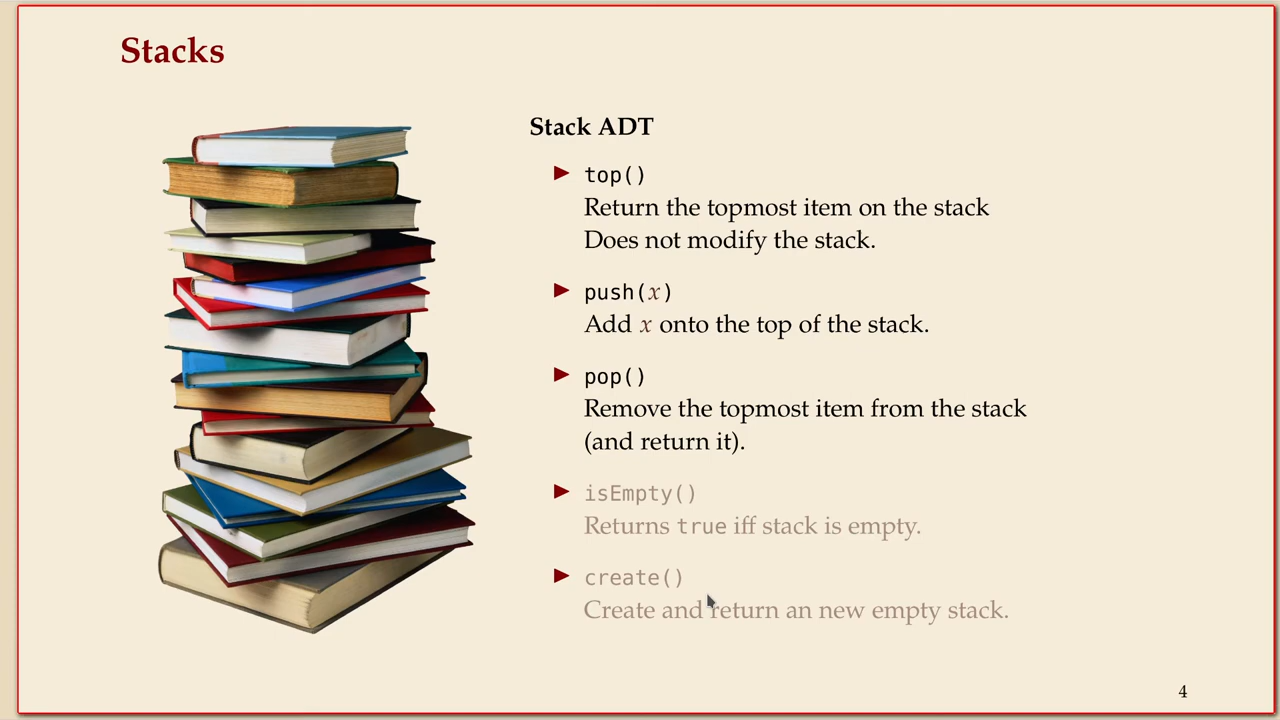 Stacks
Stack ADT
▶ top()
Return the topmost item on the stack
Does not modify the stack.
▶ push(x)
Add x onto the top of the stack.
▶ pop()
Remove the topmost item from the stack
(and return it).
▶ isEmpty()
Returns true iff stack is empty.
▶ create()
Create and return an new empty stack.
4